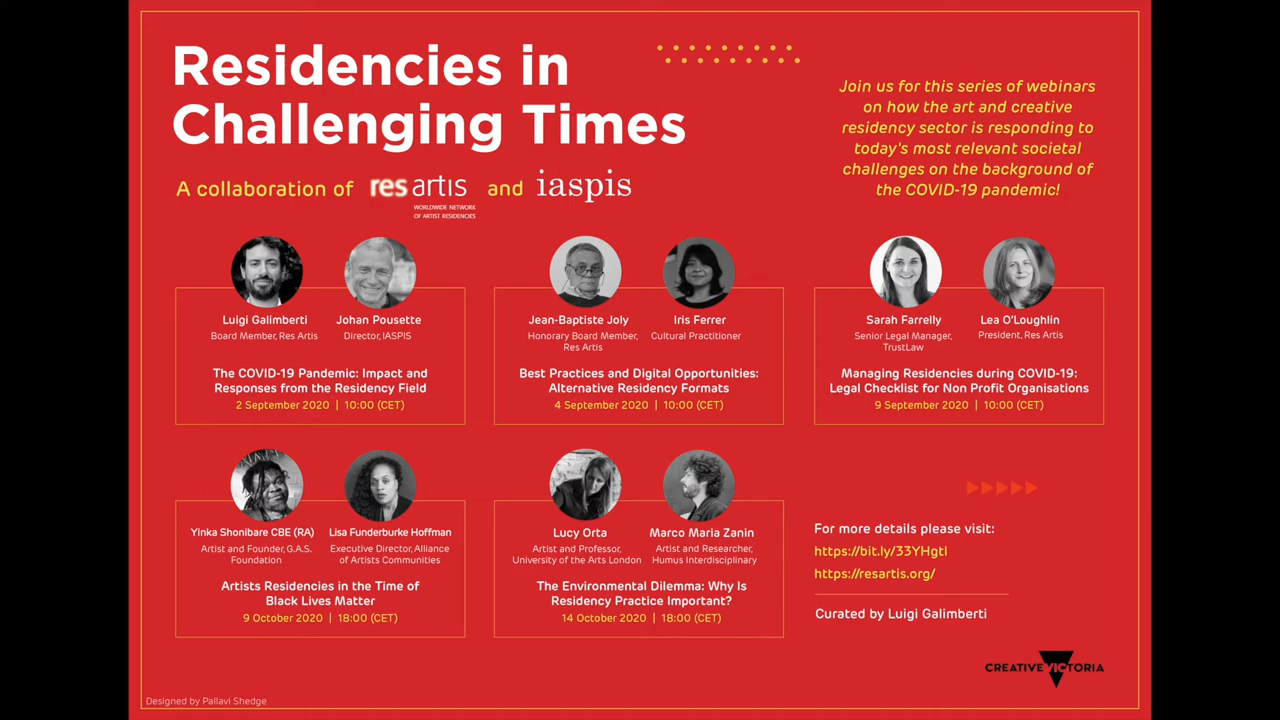 Residencies in
Challenging Times
A collaboration of res artis and iaspis
WORLDWIDE NETWORK
OF ARTIST RESIDENCIES
Join us for this series of webinars
on how the art and creative
residency sector is responding to
today's most relevant societal
challenges on the background of
the COVID-19 pandemic!
Luigi Galimberti
Board Member, Res Artis
Johan Pousette
Director, IASPIS
The COVID-19 Pandemic: Impact and
Responses from the Residency Field
2 September 2020 | 10:00 (CET)
Jean-Baptiste Joly
Honorary Board Member,
Res Artis
Iris Ferrer
Cultural Practitioner
Best Practices and Digital Opportunities:
Alternative Residency Formats
4 September 2020 | 10:00 (CET)
Sarah Farrelly
Senior Legal Manager,
TrustLaw
Lea O'Loughlin
President, Res Artis
Managing Residencies during COVID-19:
Legal Checklist for Non Profit Organisations
9 September 2020 | 10:00 (CET)
Yinka Shonibare CBE (RA)
Artist and Founder, G.A.S.
Foundation
Lisa Funderburke Hoffman
Executive Director, Alliance
of Artists Communities
Artists Residencies in the Time of
Black Lives Matter
9 October 2020 | 18:00 (CET)
Lucy Orta
Artist and Professor,
University of the Arts London
Marco Maria Zanin
Artist and Researcher,
Humus Interdisciplinary
The Environmental Dilemma: Why Is
Residency Practice Important?
14 October 2020 | 18:00 (CET)
For more details please visit:
https://bit.ly/33YHgtI
https://resartis.org/
Curated by Luigi Galimberti
CREATIVE VICTORIA
Designed by Pallavi Shedge